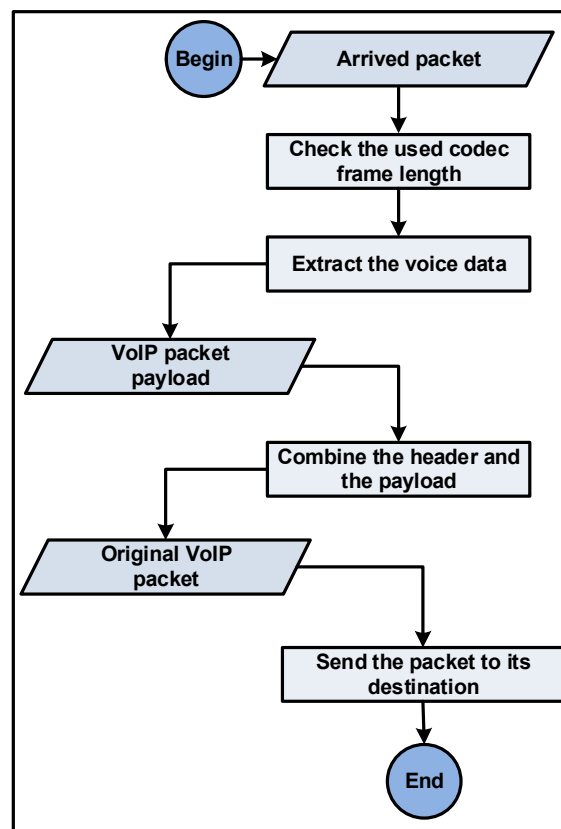 Begin
Arrived packet
Check the used codec
frame length
Extract the voice data
VoIP packet
payload
Combine the header and
the payload
Original VoIP
packet
Send the packet to its
destination
End